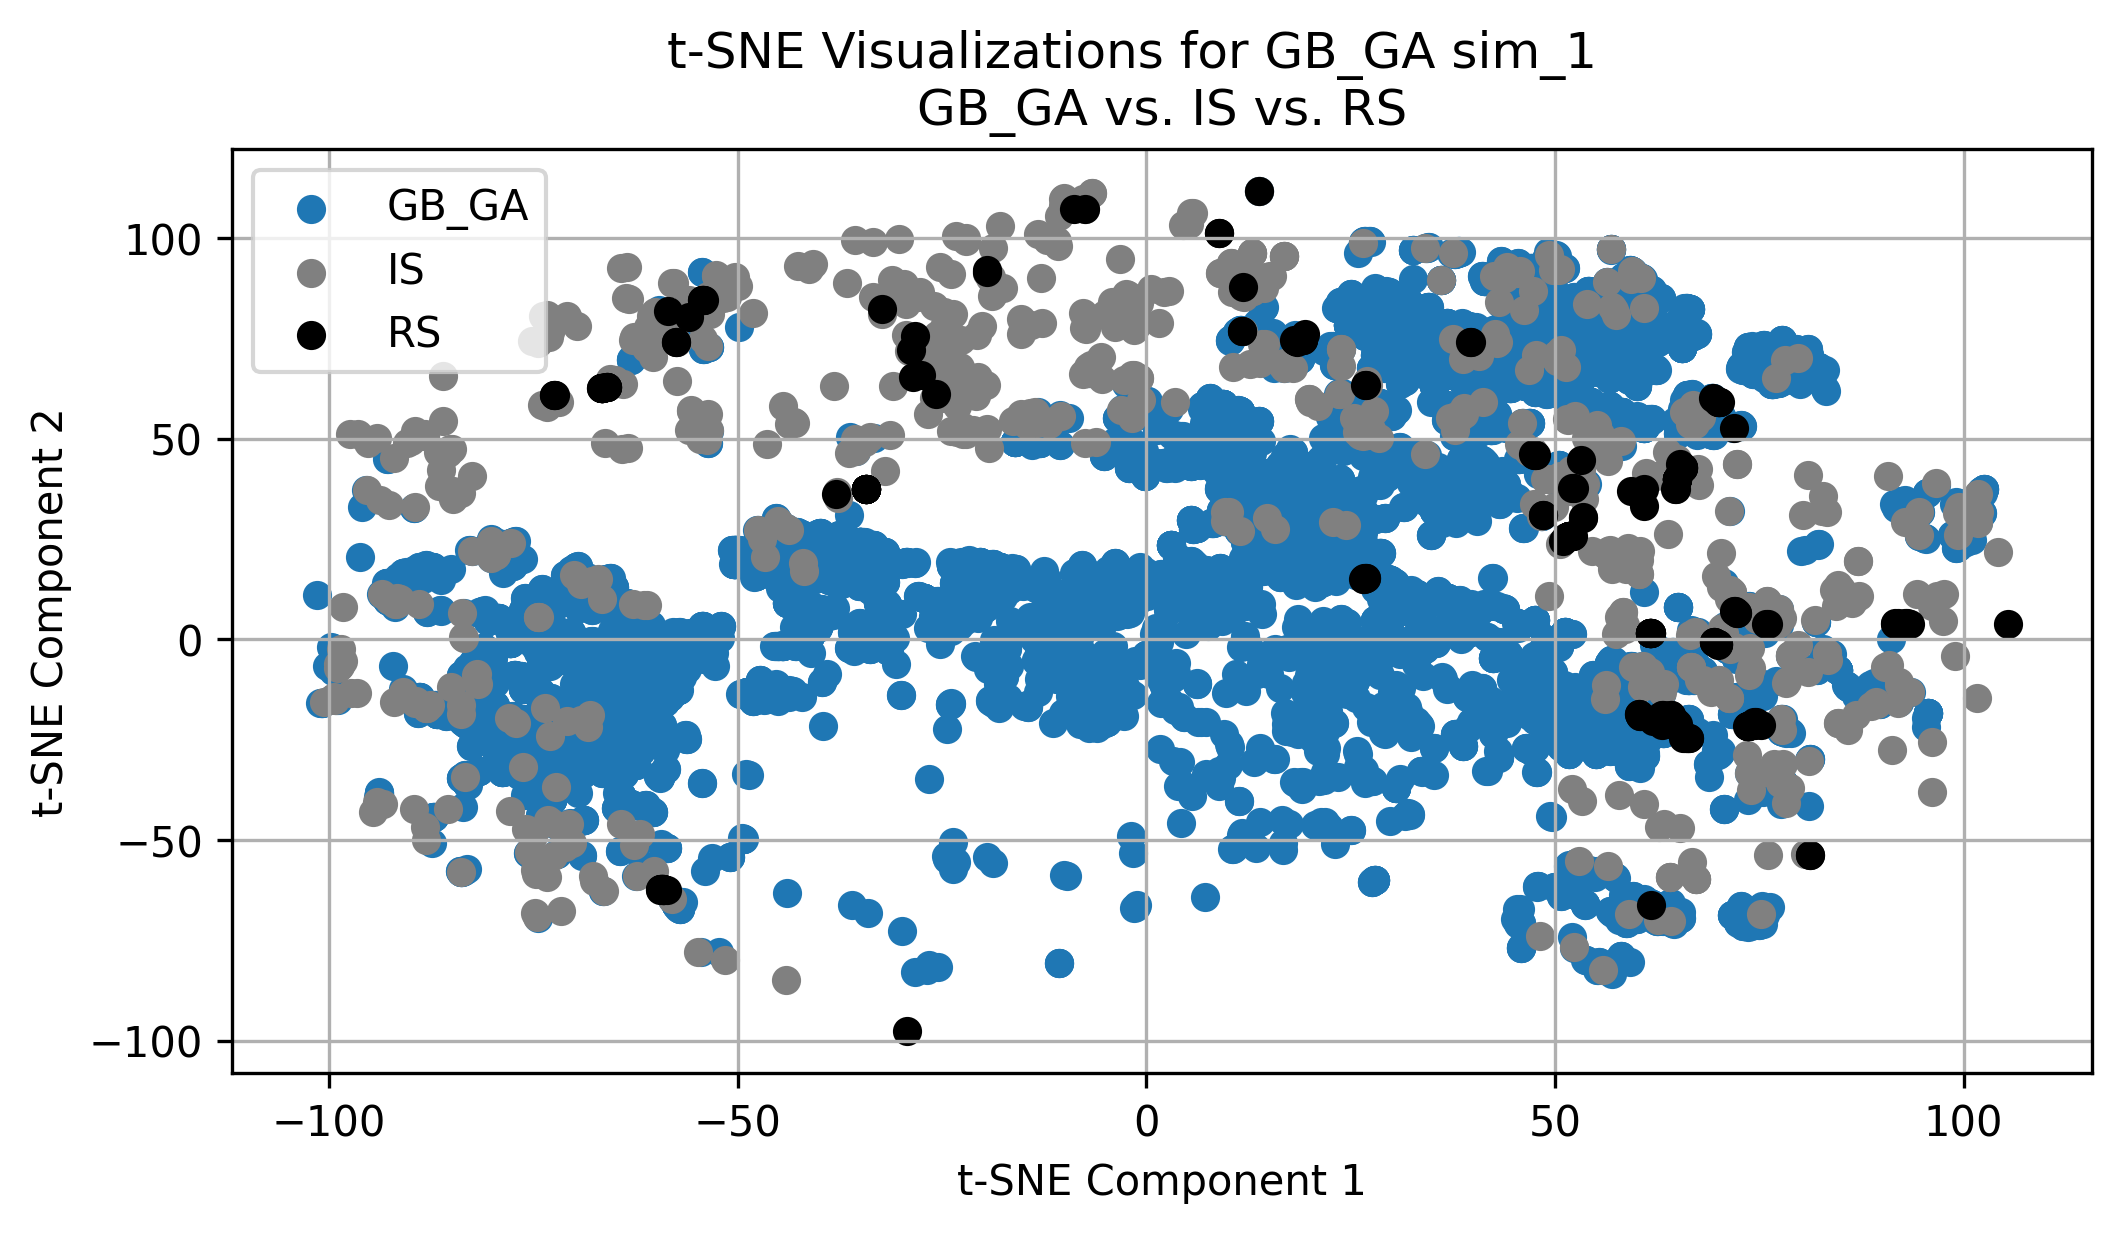 t-SNE Visualizations for GB_GA sim_1
GB_GA vs. IS vs. RS
GB_GA
IS
RS
t-SNE Component 2
100
50
0
−50
−100
−100
−50
0
50
100
t-SNE Component 1